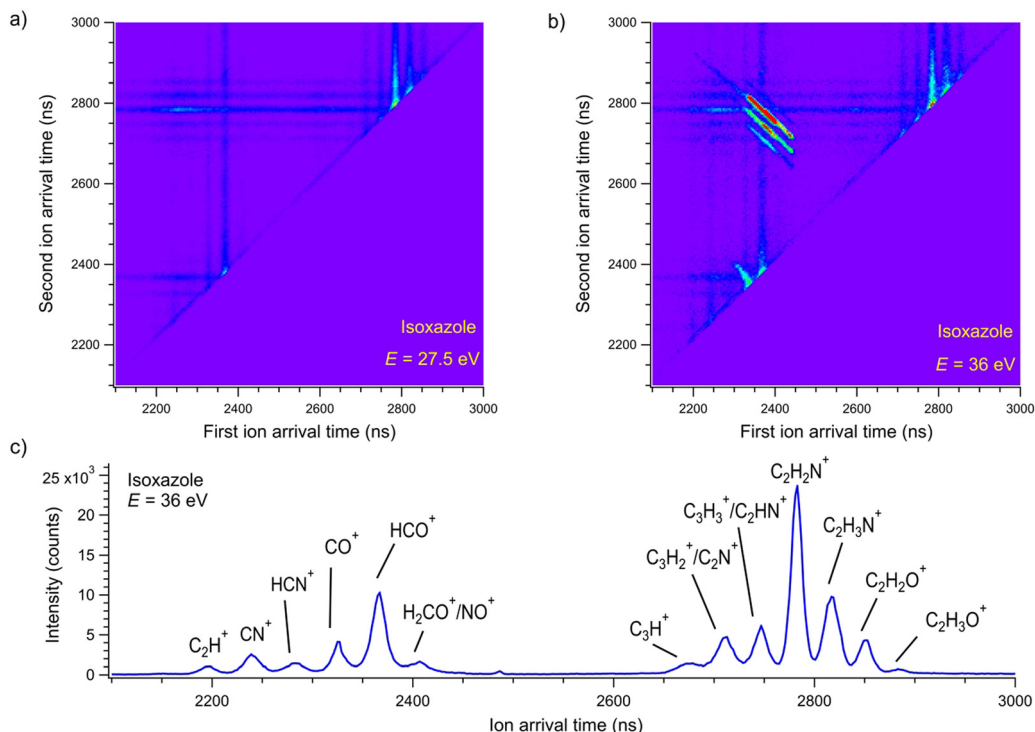 a)
3000
2800
2600
2400
2200
Second ion arrival time (ns)
Isoxazole
E = 27.5 eV
2200 2400 2600 2800 3000
First ion arrival time (ns)
b)
3000
2800
2600
2400
2200
Second ion arrival time (ns)
Isoxazole
E = 36 eV
2200 2400 2600 2800 3000
First ion arrival time (ns)
c)
25 x10³
20
15
10
5
0
Intensity (counts)
Isoxazole
E = 36 eV
C₂H⁺
CN⁺
HCN⁺
CO⁺
HCO⁺
H₂CO⁺/NO⁺
C₃H⁺
C₃H₂⁺/C₂N⁺
C₃H₃⁺/C₂HN⁺
C₂H₂N⁺
C₂H₃N⁺
C₂H₂O⁺
C₂H₃O⁺
2200 2400 2600 2800 3000
Ion arrival time (ns)